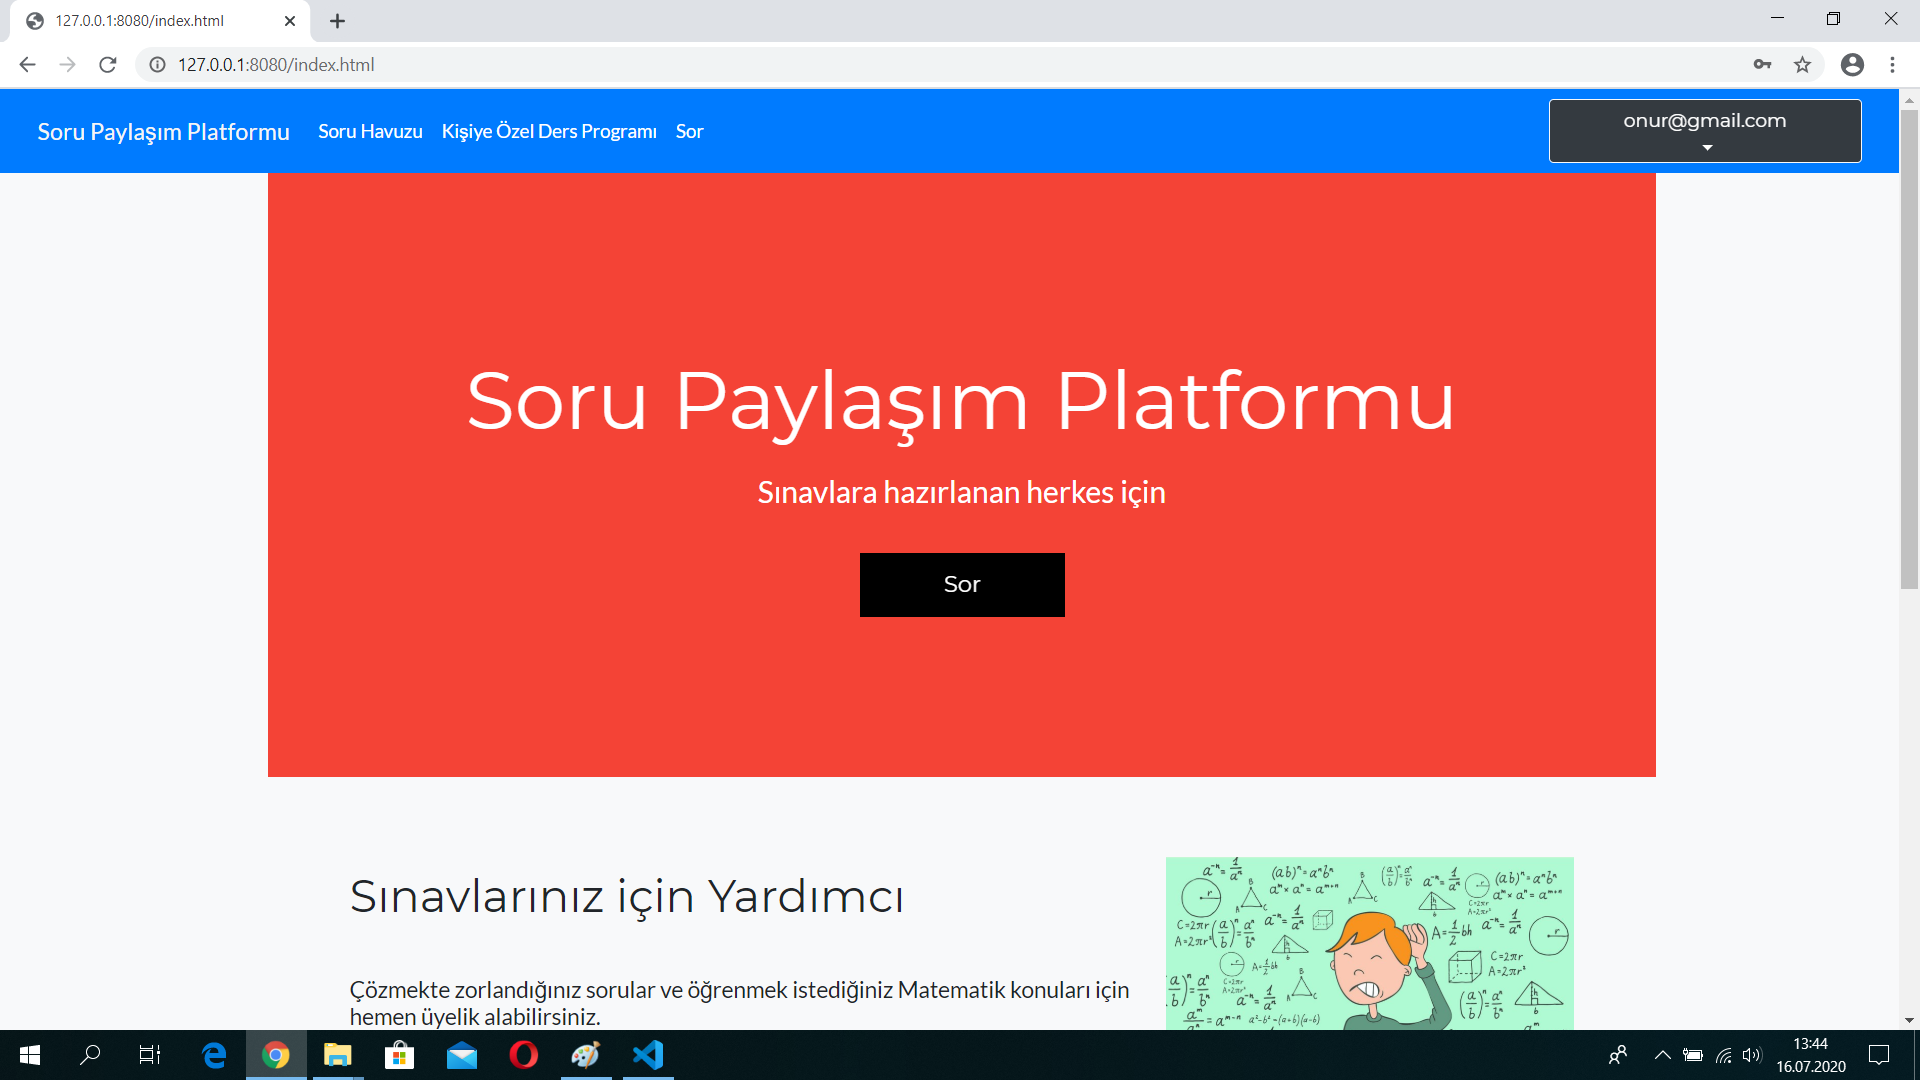 127.0.0.1:8080/index.html
127.0.0.1:8080/index.html
Soru Paylaşım Platformu Soru Havuzu Kişiye Özel Ders Programı Sor onur@gmail.com
Soru Paylaşım Platformu
Sınavlara hazırlanan herkes için
Sor
Sınavlarınız için Yardımcı
Çözmekte zorlandığınız sorular ve öğrenmek istediğiniz Matematik konuları için
hemen üyelik alabilirsiniz.
13:44
16.07.2020